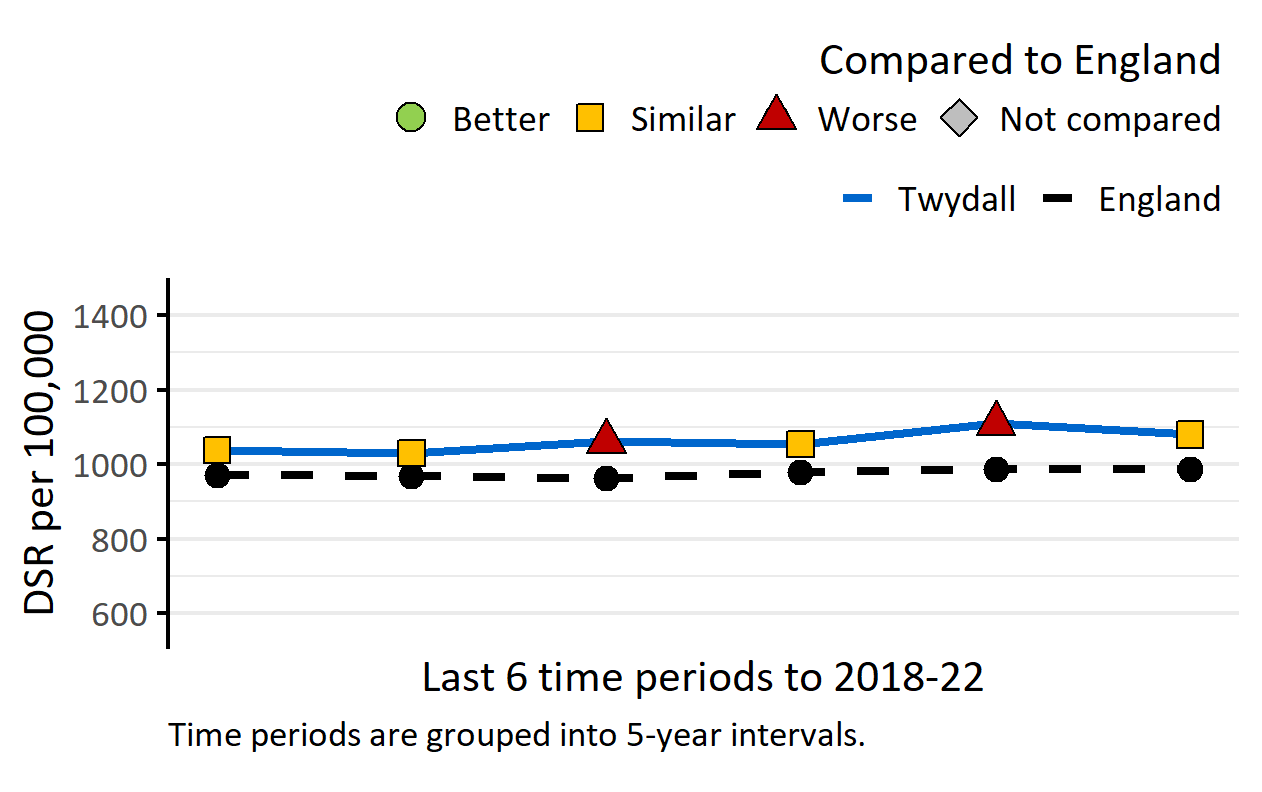 Compared to England
Better Similar Worse Not compared
Twydall England
DSR per 100,000
1400
1200
1000
800
600
Last 6 time periods to 2018-22
Time periods are grouped into 5-year intervals.